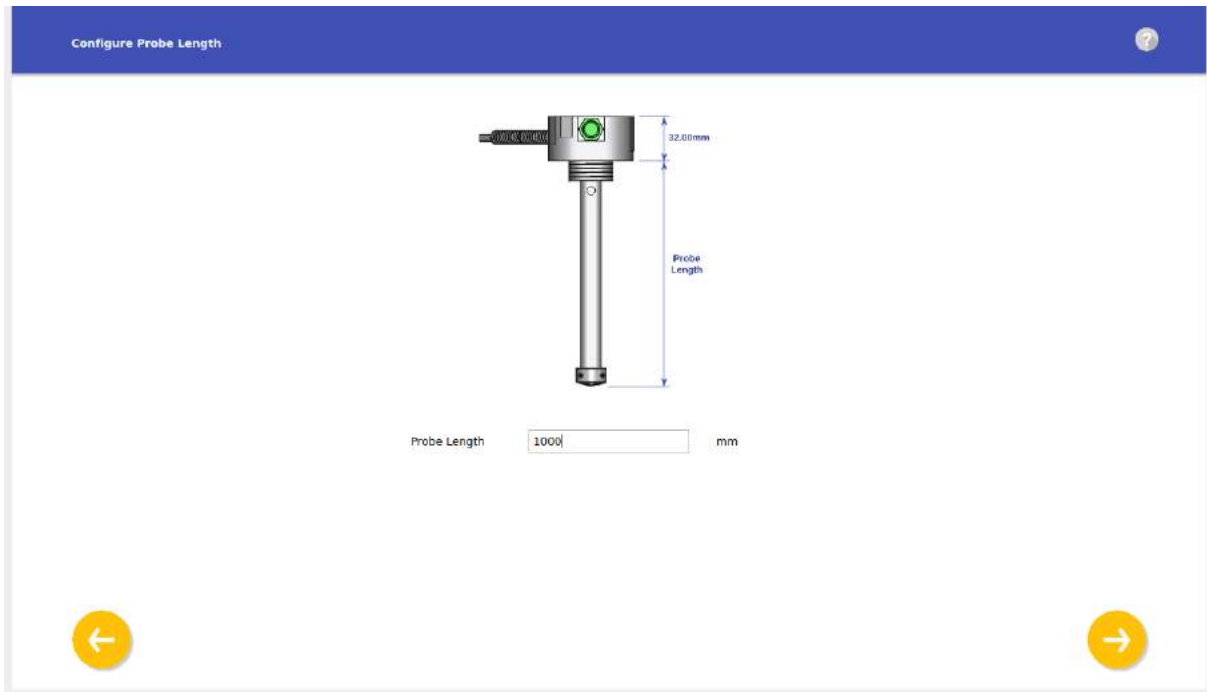 Configure Probe Length
?
32.00mm
Probe
Length
Probe Length 1000 mm